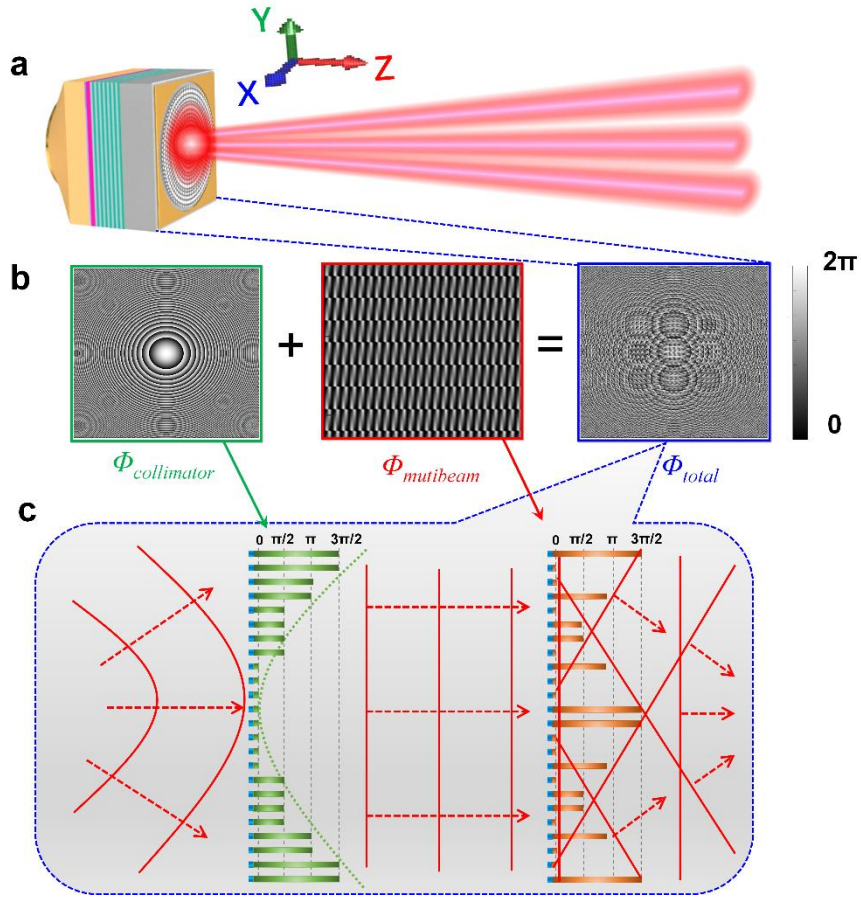 a
Y
X
Z
b
+
=
2π
0
Φcollimator
Φmutibeam
Φtotal
c
0 π/2 π 3π/2
0 π/2 π 3π/2